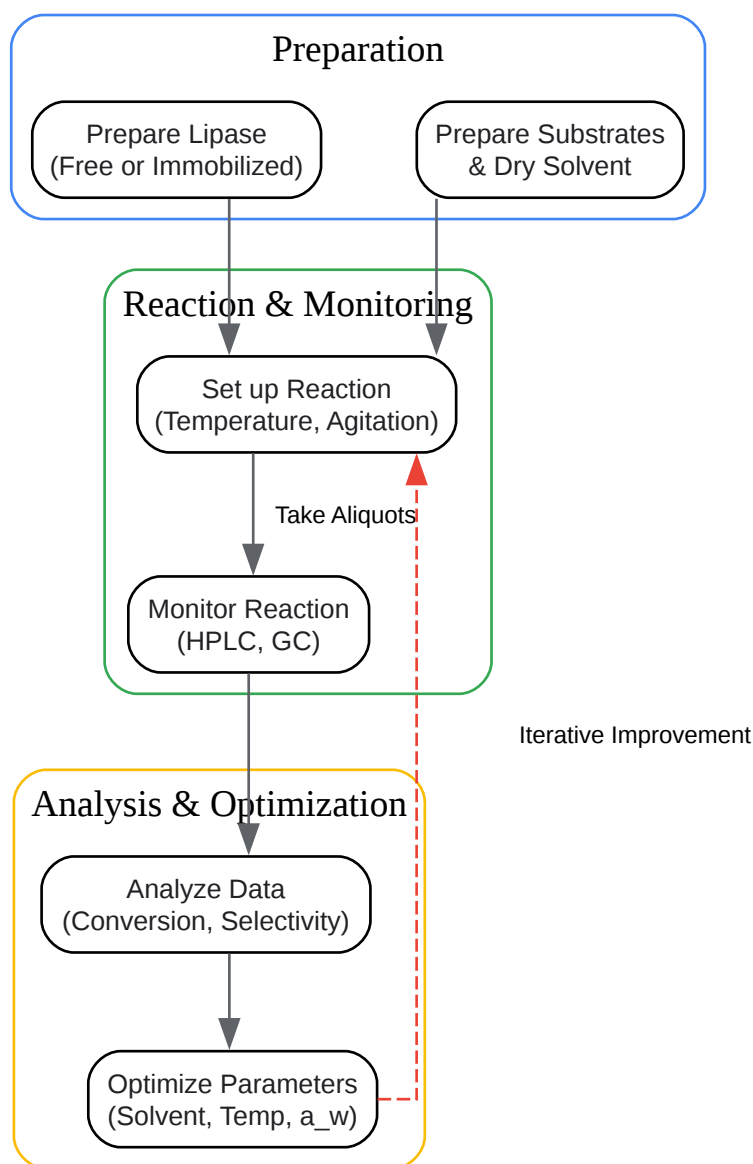 Preparation
Prepare Lipase
(Free or Immobilized)
Prepare Substrates
& Dry Solvent
Reaction & Monitoring
Set up Reaction
(Temperature, Agitation)
Take Aliquots
Monitor Reaction
(HPLC, GC)
Iterative Improvement
Analysis & Optimization
Analyze Data
(Conversion, Selectivity)
Optimize Parameters
(Solvent, Temp, a_w)